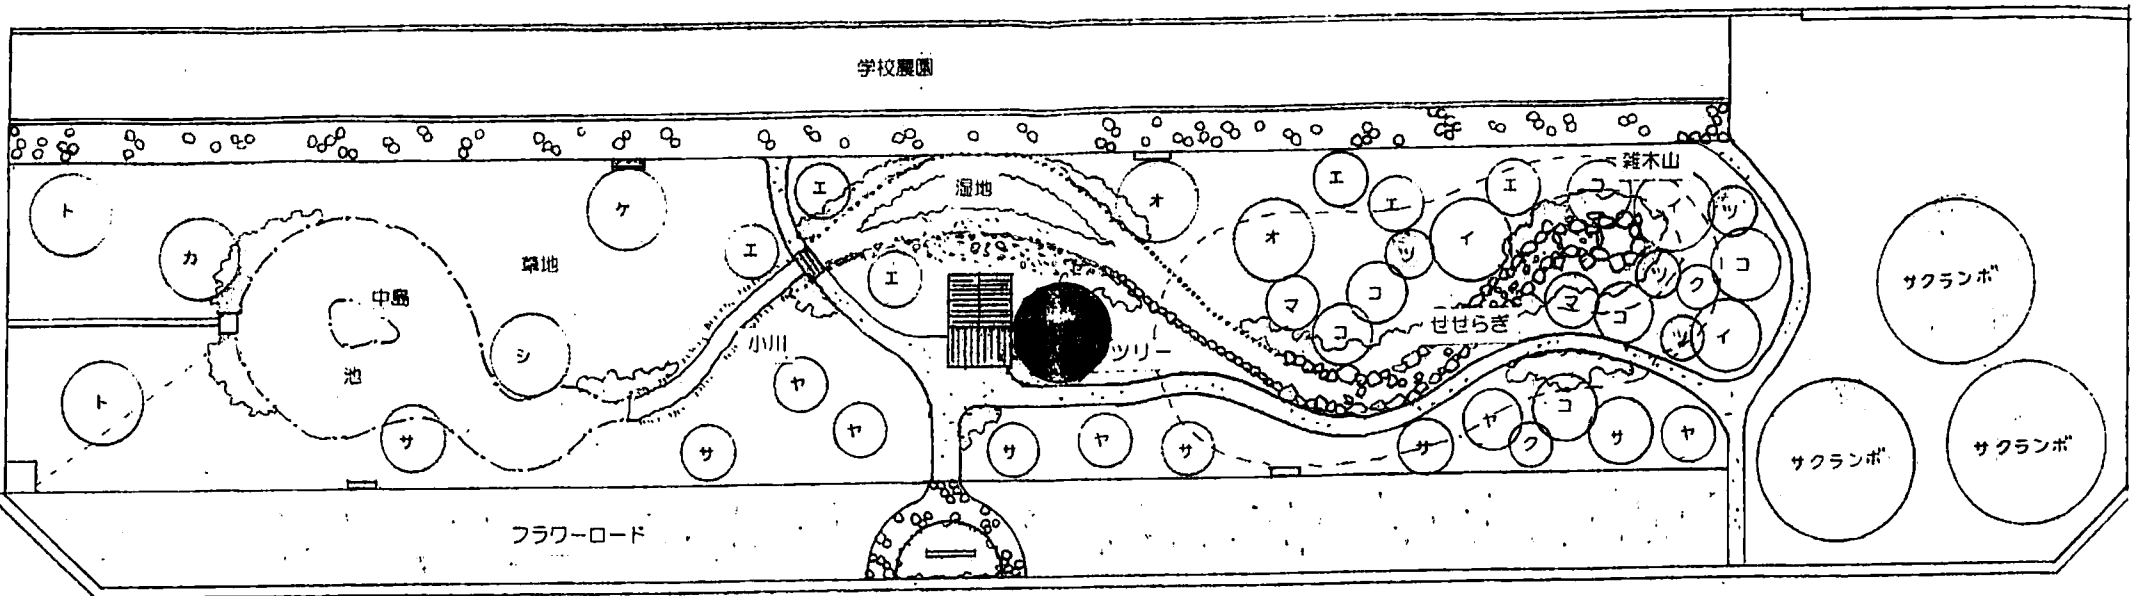 学校農園
雑木山
エ
湿地
エ
エ
コ
イ
ト
ケ
オ
エ
ツ
カ
エ
オ
ツ
イ
コ
草地
エ
ツ
ク
サクランボ
中島
マ
コ
マ
コ
せせらぎ
コ
ツ
イ
小川
ツリー
シ
池
ヤ
ト
サ
サ
ヤ
サ
ヤ
サ
サ
ヤ
ク
コ
サ
ヤ
サクランボ
サクランボ
フラワーロード